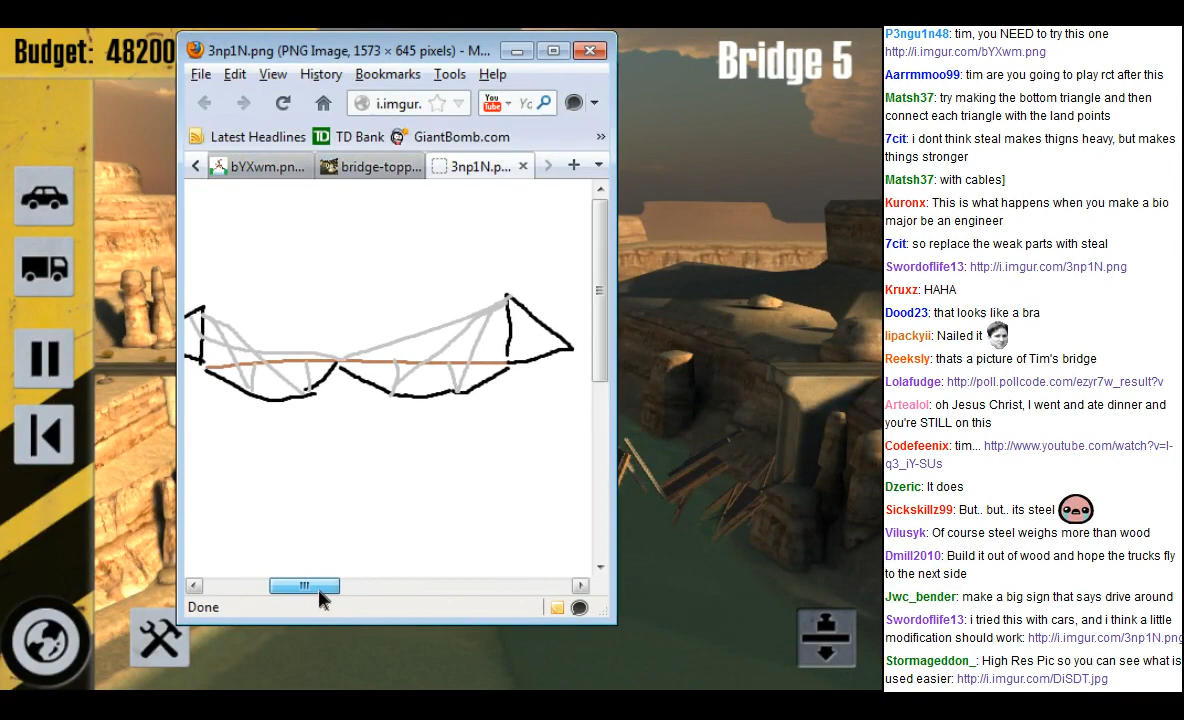 Budget: 48200
Bridge 5
3np1N.png (PNG Image, 1573 × 645 pixels) - M...
File Edit View History Bookmarks Tools Help
i.imgur.
You Tube
Latest Headlines TD TD Bank GiantBomb.com »
bYXwm.pn... bridge-topp... 3np1N.p...
Done
P3ngu1n48: tim, you NEED to try this one
http://i.imgur.com/bYXwm.png
Aarrmmoo99: tim are you going to play rct after this
Matsh37: try making the bottom triangle and then
connect each triangle with the land points
7cit: i dont think steal makes thigns heavy, but makes
things stronger
Matsh37: with cables]
Kuronx: This is what happens when you make a bio
major be an engineer
7cit: so replace the weak parts with steal
Swordoflife13: http://i.imgur.com/3np1N.png
Kruxz: HAHA
Dood23: that looks like a bra
lipackyii: Nailed it
Reeksly: thats a picture of Tim's bridge
Lolafudge: http://poll.pollcode.com/ezyr7w_result?v
Artealol: oh Jesus Christ, I went and ate dinner and
you're STILL on this
Codefeenix: tim... http://www.youtube.com/watch?v=l-
q3_iY-SUs
Dzeric: It does
Sickskillz99: But.. but.. its steel
Vilusyk: Of course steel weighs more than wood
Dmill2010: Build it out of wood and hope the trucks fly
to the next side
Jwc_bender: make a big sign that says drive around
Swordoflife13: i tried this with cars, and i think a little
modification should work: http://i.imgur.com/3np1N.png
Stormageddon_: High Res Pic so you can see what is
used easier: http://i.imgur.com/DiSDT.jpg